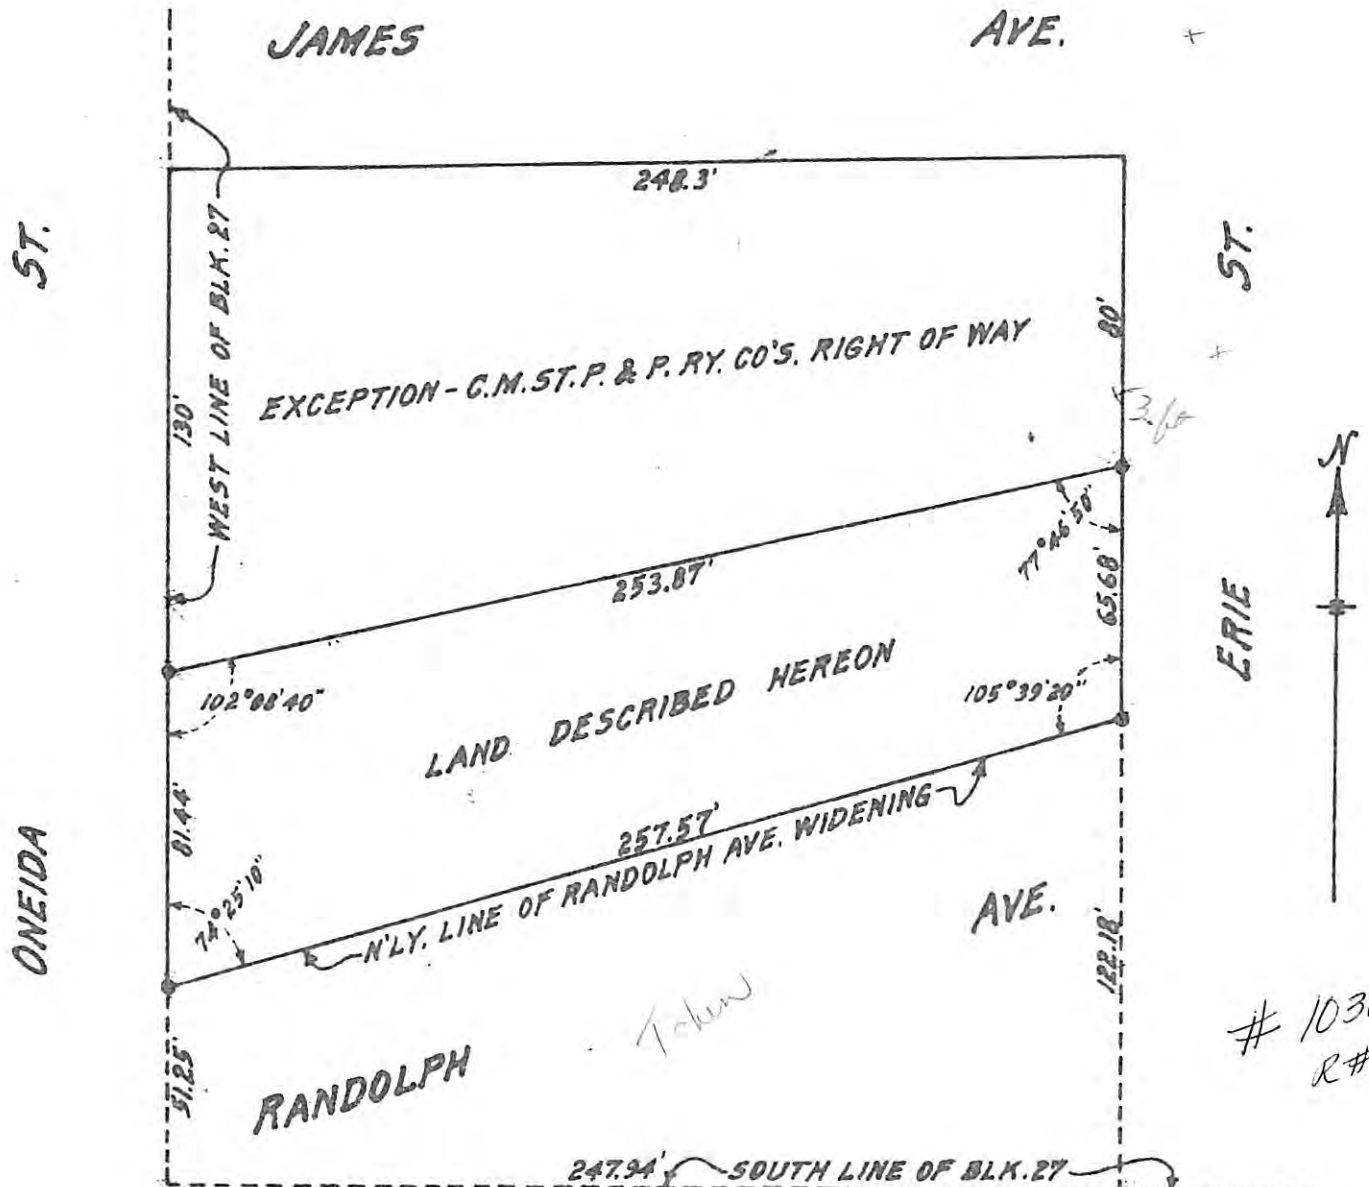 JAMES AVE.
248.3'
ST.
WEST LINE OF BLK. 27
130'
EXCEPTION - C.M.ST.P. & P. RY. CO'S. RIGHT OF WAY
80'
ST.
N
77°46'50"
253.87'
65.68'
ERIE
102°08'40"
LAND DESCRIBED HEREON
105°39'20"
ONEIDA
81.44'
74°25'10"
257.57'
N'LY. LINE OF RANDOLPH AVE. WIDENING
RANDOLPH AVE.
122.18'
51.25'
247.94'
SOUTH LINE OF BLK. 27
R#